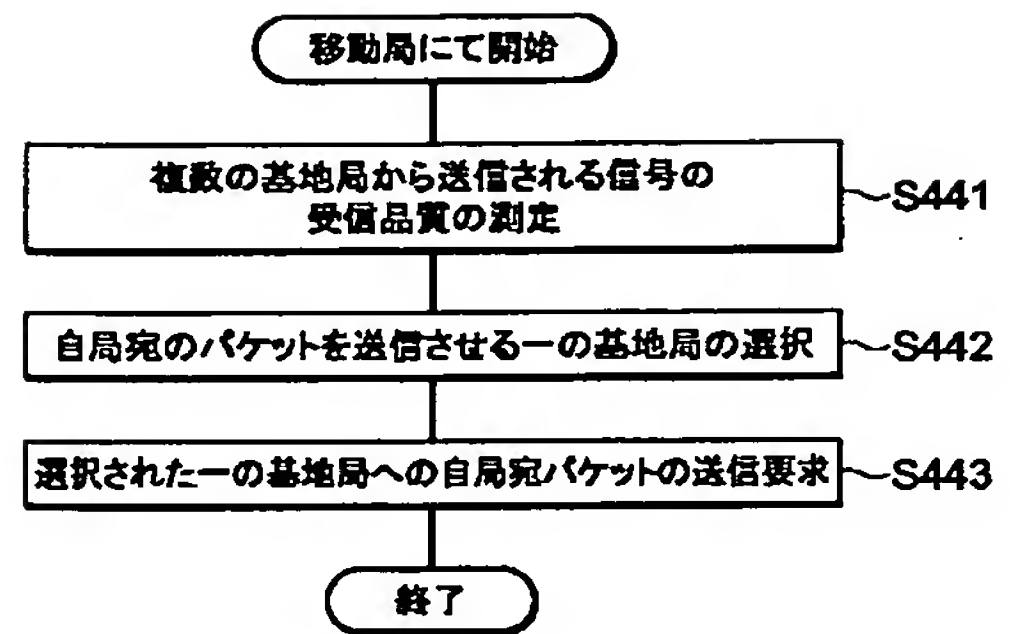 移動局にて開始
複数の基地局から送信される信号の
受信品質の測定
S441
自局宛のパケットを送信させる一の基地局の選択
S442
選択された一の基地局への自局宛パケットの送信要求
S443
終了